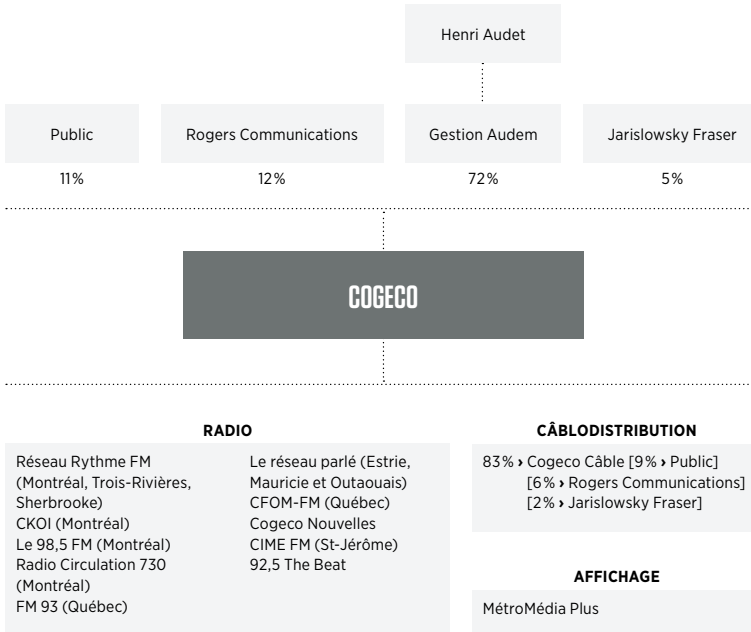 Henri Audet
Public
Rogers Communications
Gestion Audem
Jarislowsky Fraser
11%
12%
72%
5%
COGECO
RADIO
Réseau Rythme FM
(Montréal, Trois-Rivières,
Sherbrooke)
CKOI (Montréal)
Le 98,5 FM (Montréal)
Radio Circulation 730
(Montréal)
FM 93 (Québec)
Le réseau parlé (Estrie,
Mauricie et Outaouais)
CFOM-FM (Québec)
Cogeco Nouvelles
CIME FM (St-Jérôme)
92,5 The Beat
CÂBLODISTRIBUTION
83% › Cogeco Câble [9% › Public]
[6% › Rogers Communications]
[2% › Jarislowsky Fraser]
AFFICHAGE
MétroMédia Plus